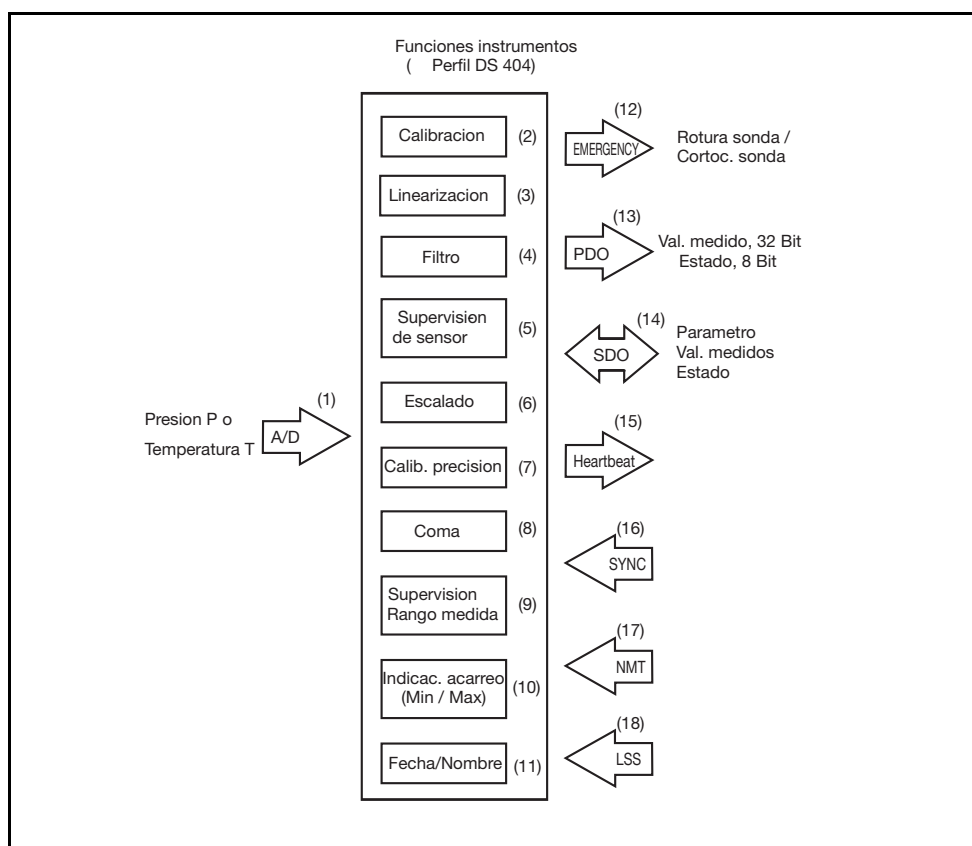 Funciones instrumentos
( Perfil DS 404)
Calibracion (2)
Linearizacion (3)
Filtro (4)
Supervision
de sensor (5)
Escalado (6)
Calib. precision (7)
Coma (8)
Supervision
Rango medida (9)
Indicac. acarreo
(Min / Max) (10)
Fecha/Nombre (11)
(1)
Presion P o
Temperatura T
A/D
(12)
EMERGENCY
Rotura sonda /
Cortoc. sonda
(13)
PDO
Val. medido, 32 Bit
Estado, 8 Bit
(14)
SDO
Parametro
Val. medidos
Estado
(15)
Heartbeat
(16)
SYNC
(17)
NMT
(18)
LSS